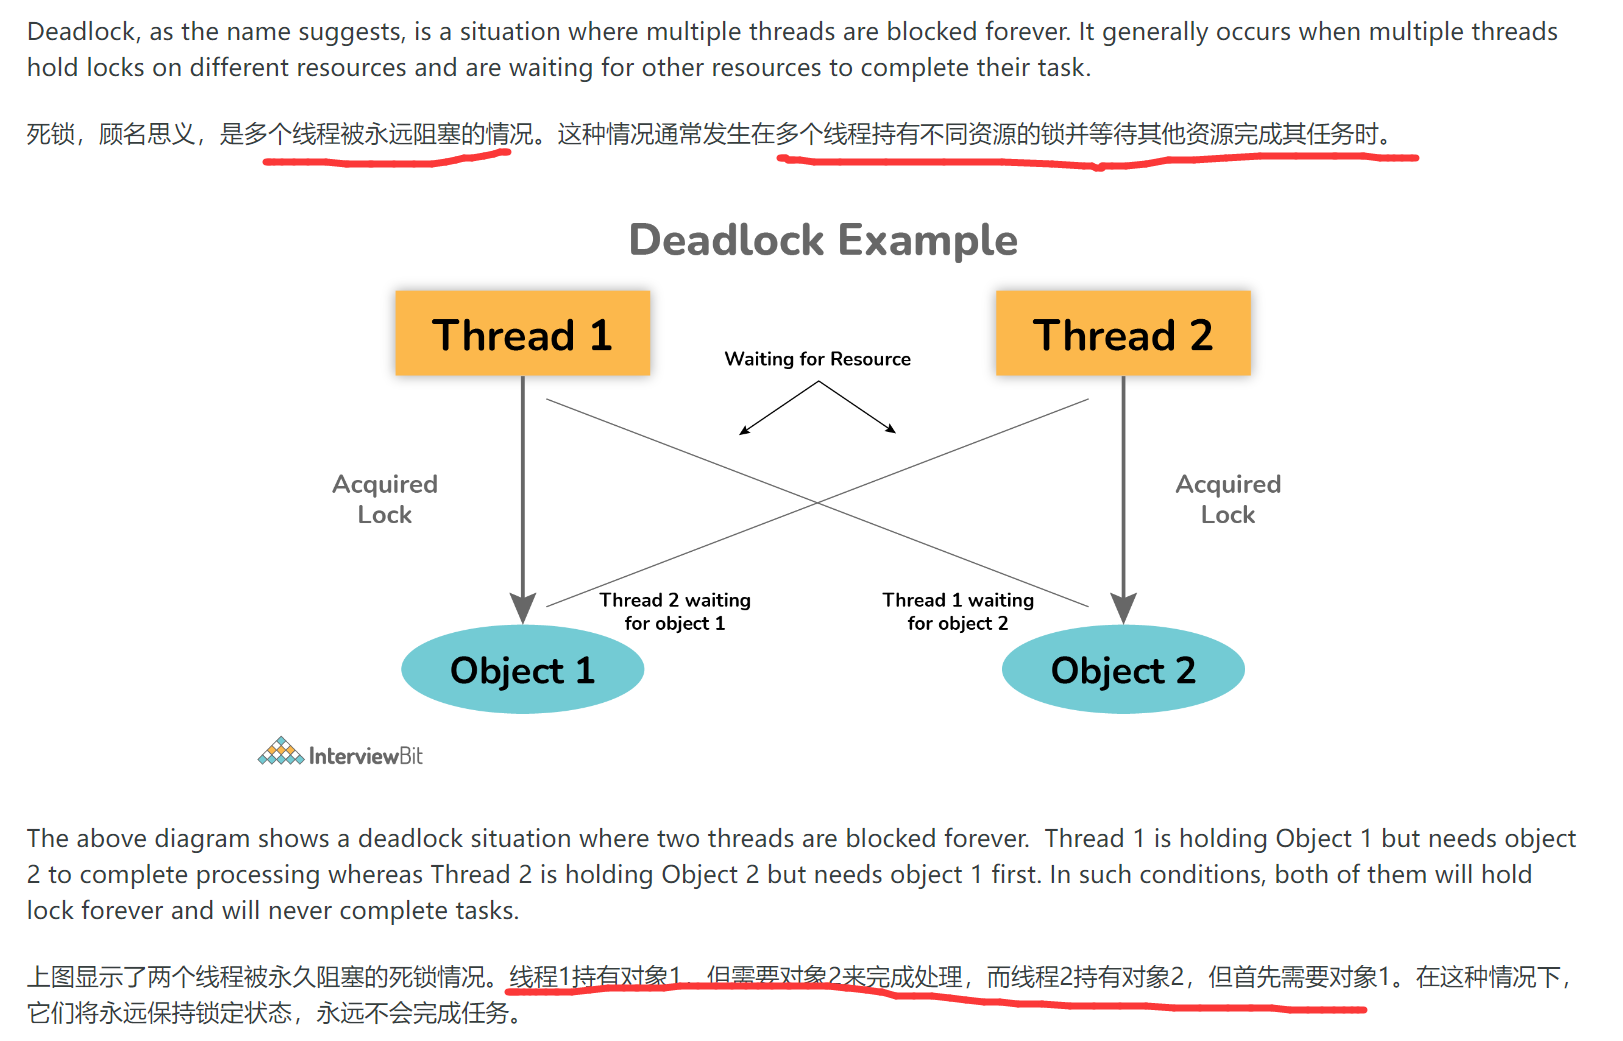 Deadlock, as the name suggests, is a situation where multiple threads are blocked forever. It generally occurs when multiple threads
hold locks on different resources and are waiting for other resources to complete their task.
死锁，顾名思义，是多个线程被永远阻塞的情况。这种情况通常发生在多个线程持有不同资源的锁并等待其他资源完成其任务时。
Deadlock Example
Thread 1
Thread 2
Waiting for Resource
Acquired
Lock
Acquired
Lock
Thread 2 waiting
for object 1
Thread 1 waiting
for object 2
Object 1
Object 2
InterviewBit
The above diagram shows a deadlock situation where two threads are blocked forever.  Thread 1 is holding Object 1 but needs object
2 to complete processing whereas Thread 2 is holding Object 2 but needs object 1 first. In such conditions, both of them will hold
lock forever and will never complete tasks.
上图显示了两个线程被永久阻塞的死锁情况。线程1持有对象1，但需要对象2来完成处理，而线程2持有对象2，但首先需要对象1。在这种情况下，
它们将永远保持锁定状态，永远不会完成任务。